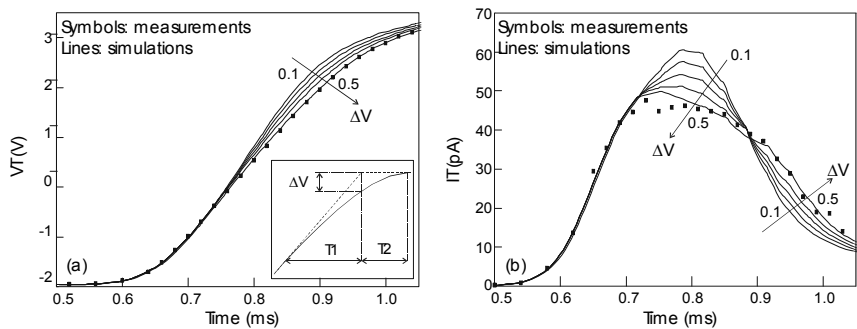 Symbols: measurements
Lines: simulations
3
2
1
0
-1
-2
VT(V)
0.1
0.5
ΔV
ΔV
T1
T2
(a)
0.5
0.6
0.7
0.8
0.9
1.0
Time (ms)
Symbols: measurements
Lines: simulations
70
60
50
40
30
20
10
0
IT(pA)
0.1
0.5
ΔV
ΔV
0.5
0.1
(b)
0.5
0.6
0.7
0.8
0.9
1.0
Time (ms)